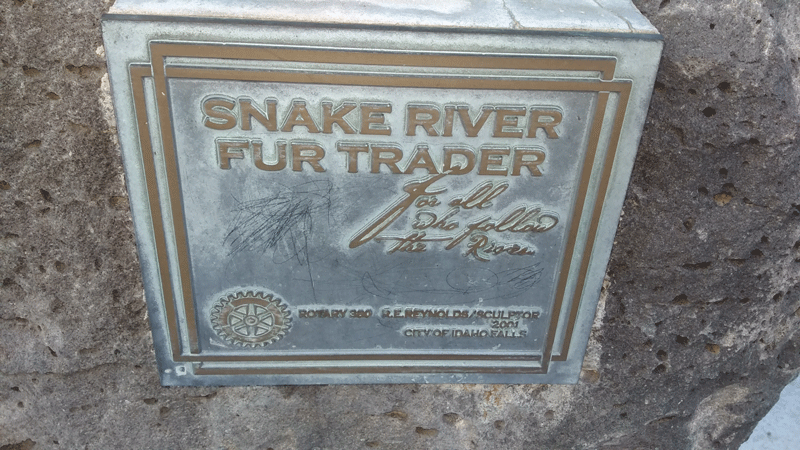 SNAKE RIVER
FUR TRADER
For all
who follow
the River
ROTARY 380 R.E. REYNOLDS/SCULPTOR
2001
CITY OF IDAHO FALLS